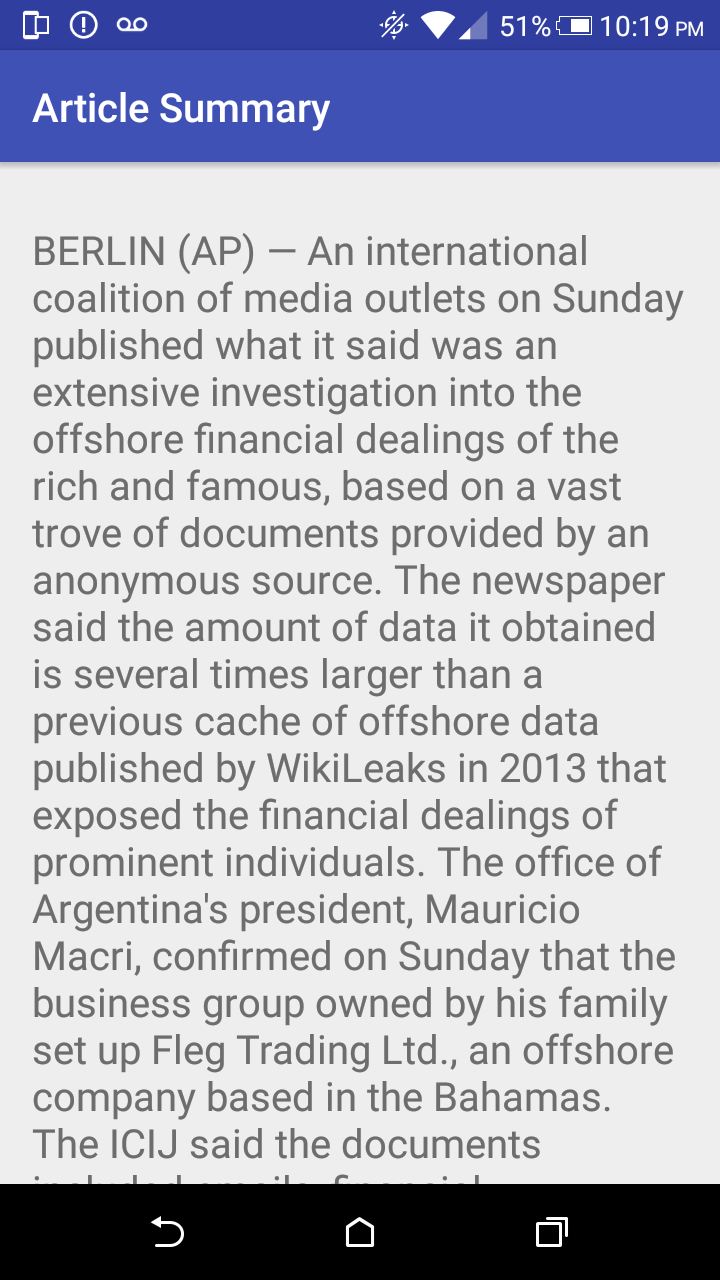 51% 10:19 PM
Article Summary
BERLIN (AP) — An international
coalition of media outlets on Sunday
published what it said was an
extensive investigation into the
offshore financial dealings of the
rich and famous, based on a vast
trove of documents provided by an
anonymous source. The newspaper
said the amount of data it obtained
is several times larger than a
previous cache of offshore data
published by WikiLeaks in 2013 that
exposed the financial dealings of
prominent individuals. The office of
Argentina's president, Mauricio
Macri, confirmed on Sunday that the
business group owned by his family
set up Fleg Trading Ltd., an offshore
company based in the Bahamas.
The ICIJ said the documents
included emails, financial